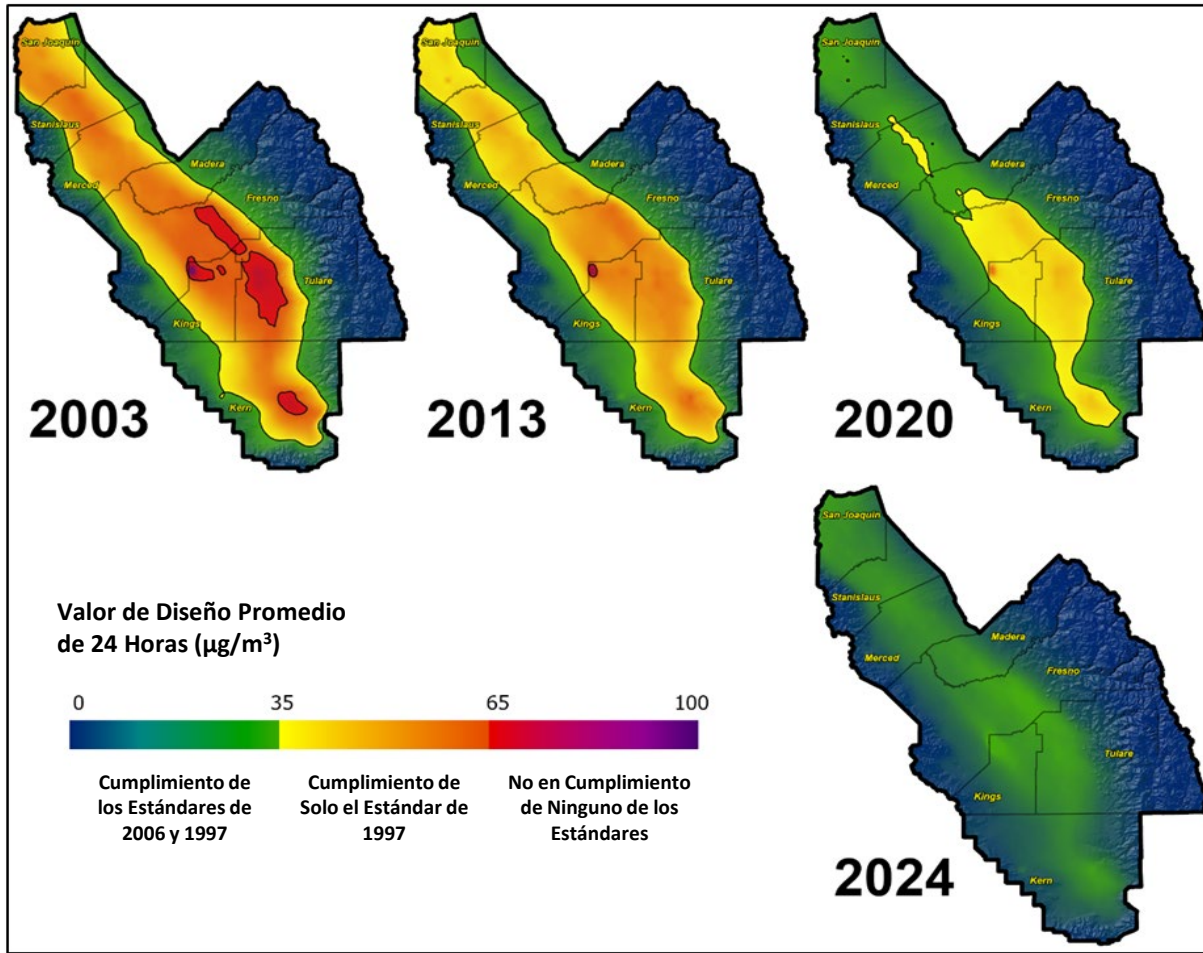 San Joaquin
Stanislaus
Merced
Madera
Fresno
Tulare
Kings
Kern
2003
San Joaquin
Stanislaus
Merced
Madera
Fresno
Tulare
Kings
Kern
2013
San Joaquin
Stanislaus
Merced
Madera
Fresno
Tulare
Kings
Kern
2020
San Joaquin
Stanislaus
Merced
Madera
Fresno
Tulare
Kings
Kern
2024
Valor de Diseño Promedio
de 24 Horas (µg/m³)
0 35 65 100
Cumplimiento de
los Estándares de
2006 y 1997
Cumplimiento de
Solo el Estándar de
1997
No en Cumplimiento
de Ninguno de los
Estándares